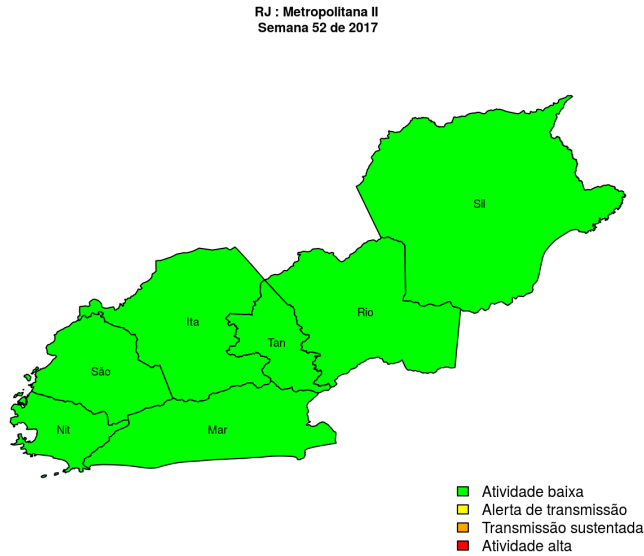 RJ : Metropolitana II
Semana 52 de 2017
Sil
Rio
Ita
Tan
São
Nit
Mar
Atividade baixa
Alerta de transmissão
Transmissão sustentada
Atividade alta